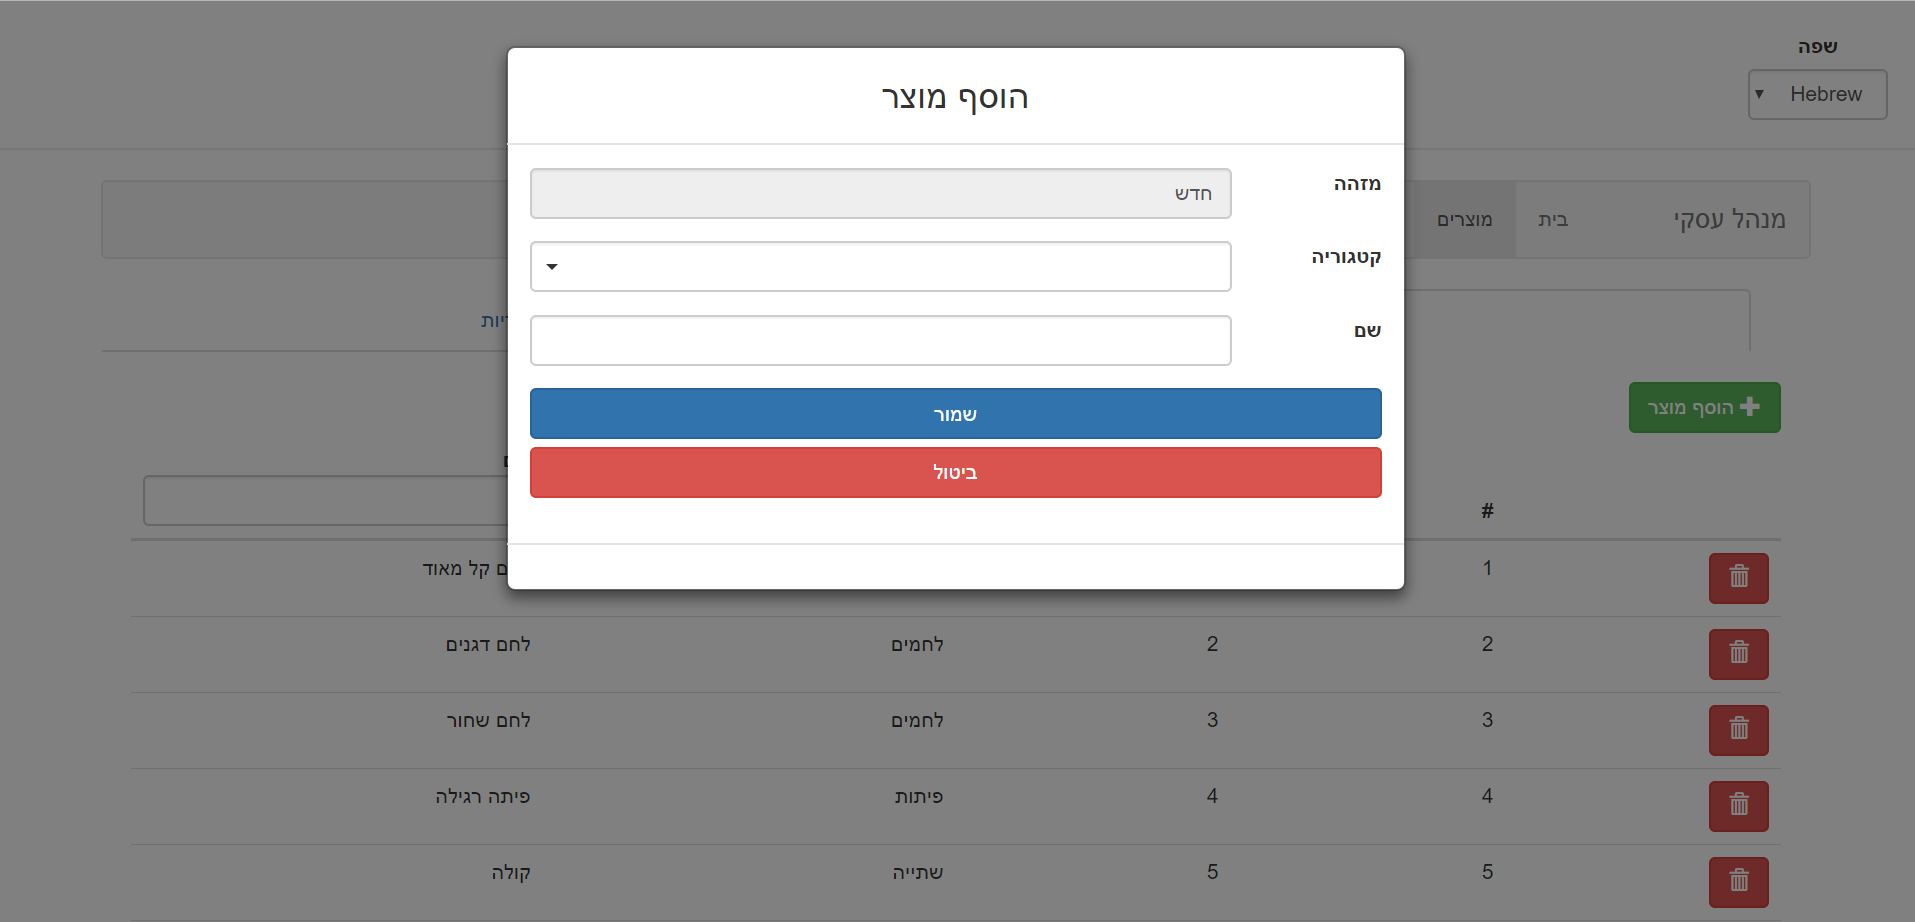 שפה
Hebrew
מנהל עסקי
בית
מוצרים
הוסף מוצר
מזהה
חדש
קטגוריה
שם
שמור
ביטול
הוסף מוצר
#
1
קל מאוד
2 2 לחמים לחם דגנים
3 3 לחמים לחם שחור
4 4 פיתות פיתה רגילה
5 5 שתייה קולה